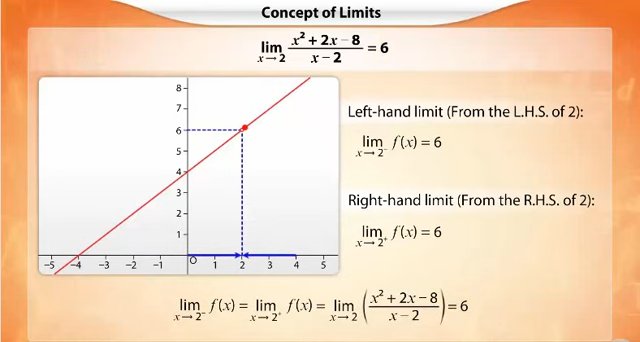 Concept of Limits
lim x→2 (x² + 2x – 8)/(x – 2) = 6
8
7
6
5
4
3
2
1
–5 –4 –3 –2 –1 O 1 2 3 4 5
Left-hand limit (From the L.H.S. of 2):
lim x→2⁻ f(x) = 6
Right-hand limit (From the R.H.S. of 2):
lim x→2⁺ f(x) = 6
lim x→2⁻ f(x) = lim x→2⁺ f(x) = lim x→2 ((x² + 2x – 8)/(x – 2)) = 6